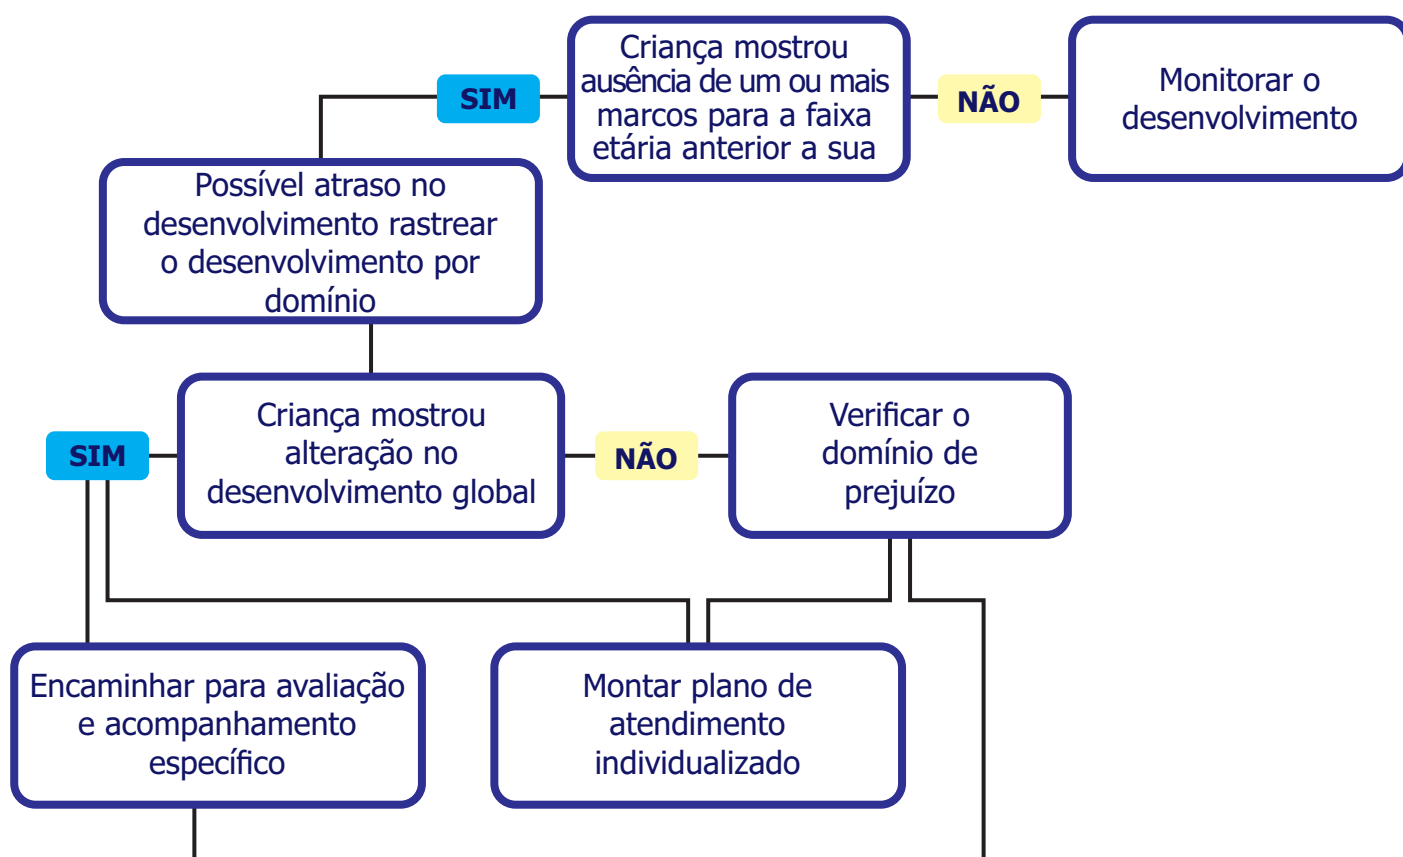 Criança mostrou
ausência de um ou mais
marcos para a faixa
etária anterior a sua
SIM
NÃO
Monitorar o
desenvolvimento
Possível atraso no
desenvolvimento rastrear
o desenvolvimento por
domínio
Criança mostrou
alteração no
desenvolvimento global
SIM
NÃO
Verificar o
domínio de
prejuízo
Encaminhar para avaliação
e acompanhamento
específico
Montar plano de
atendimento
individualizado